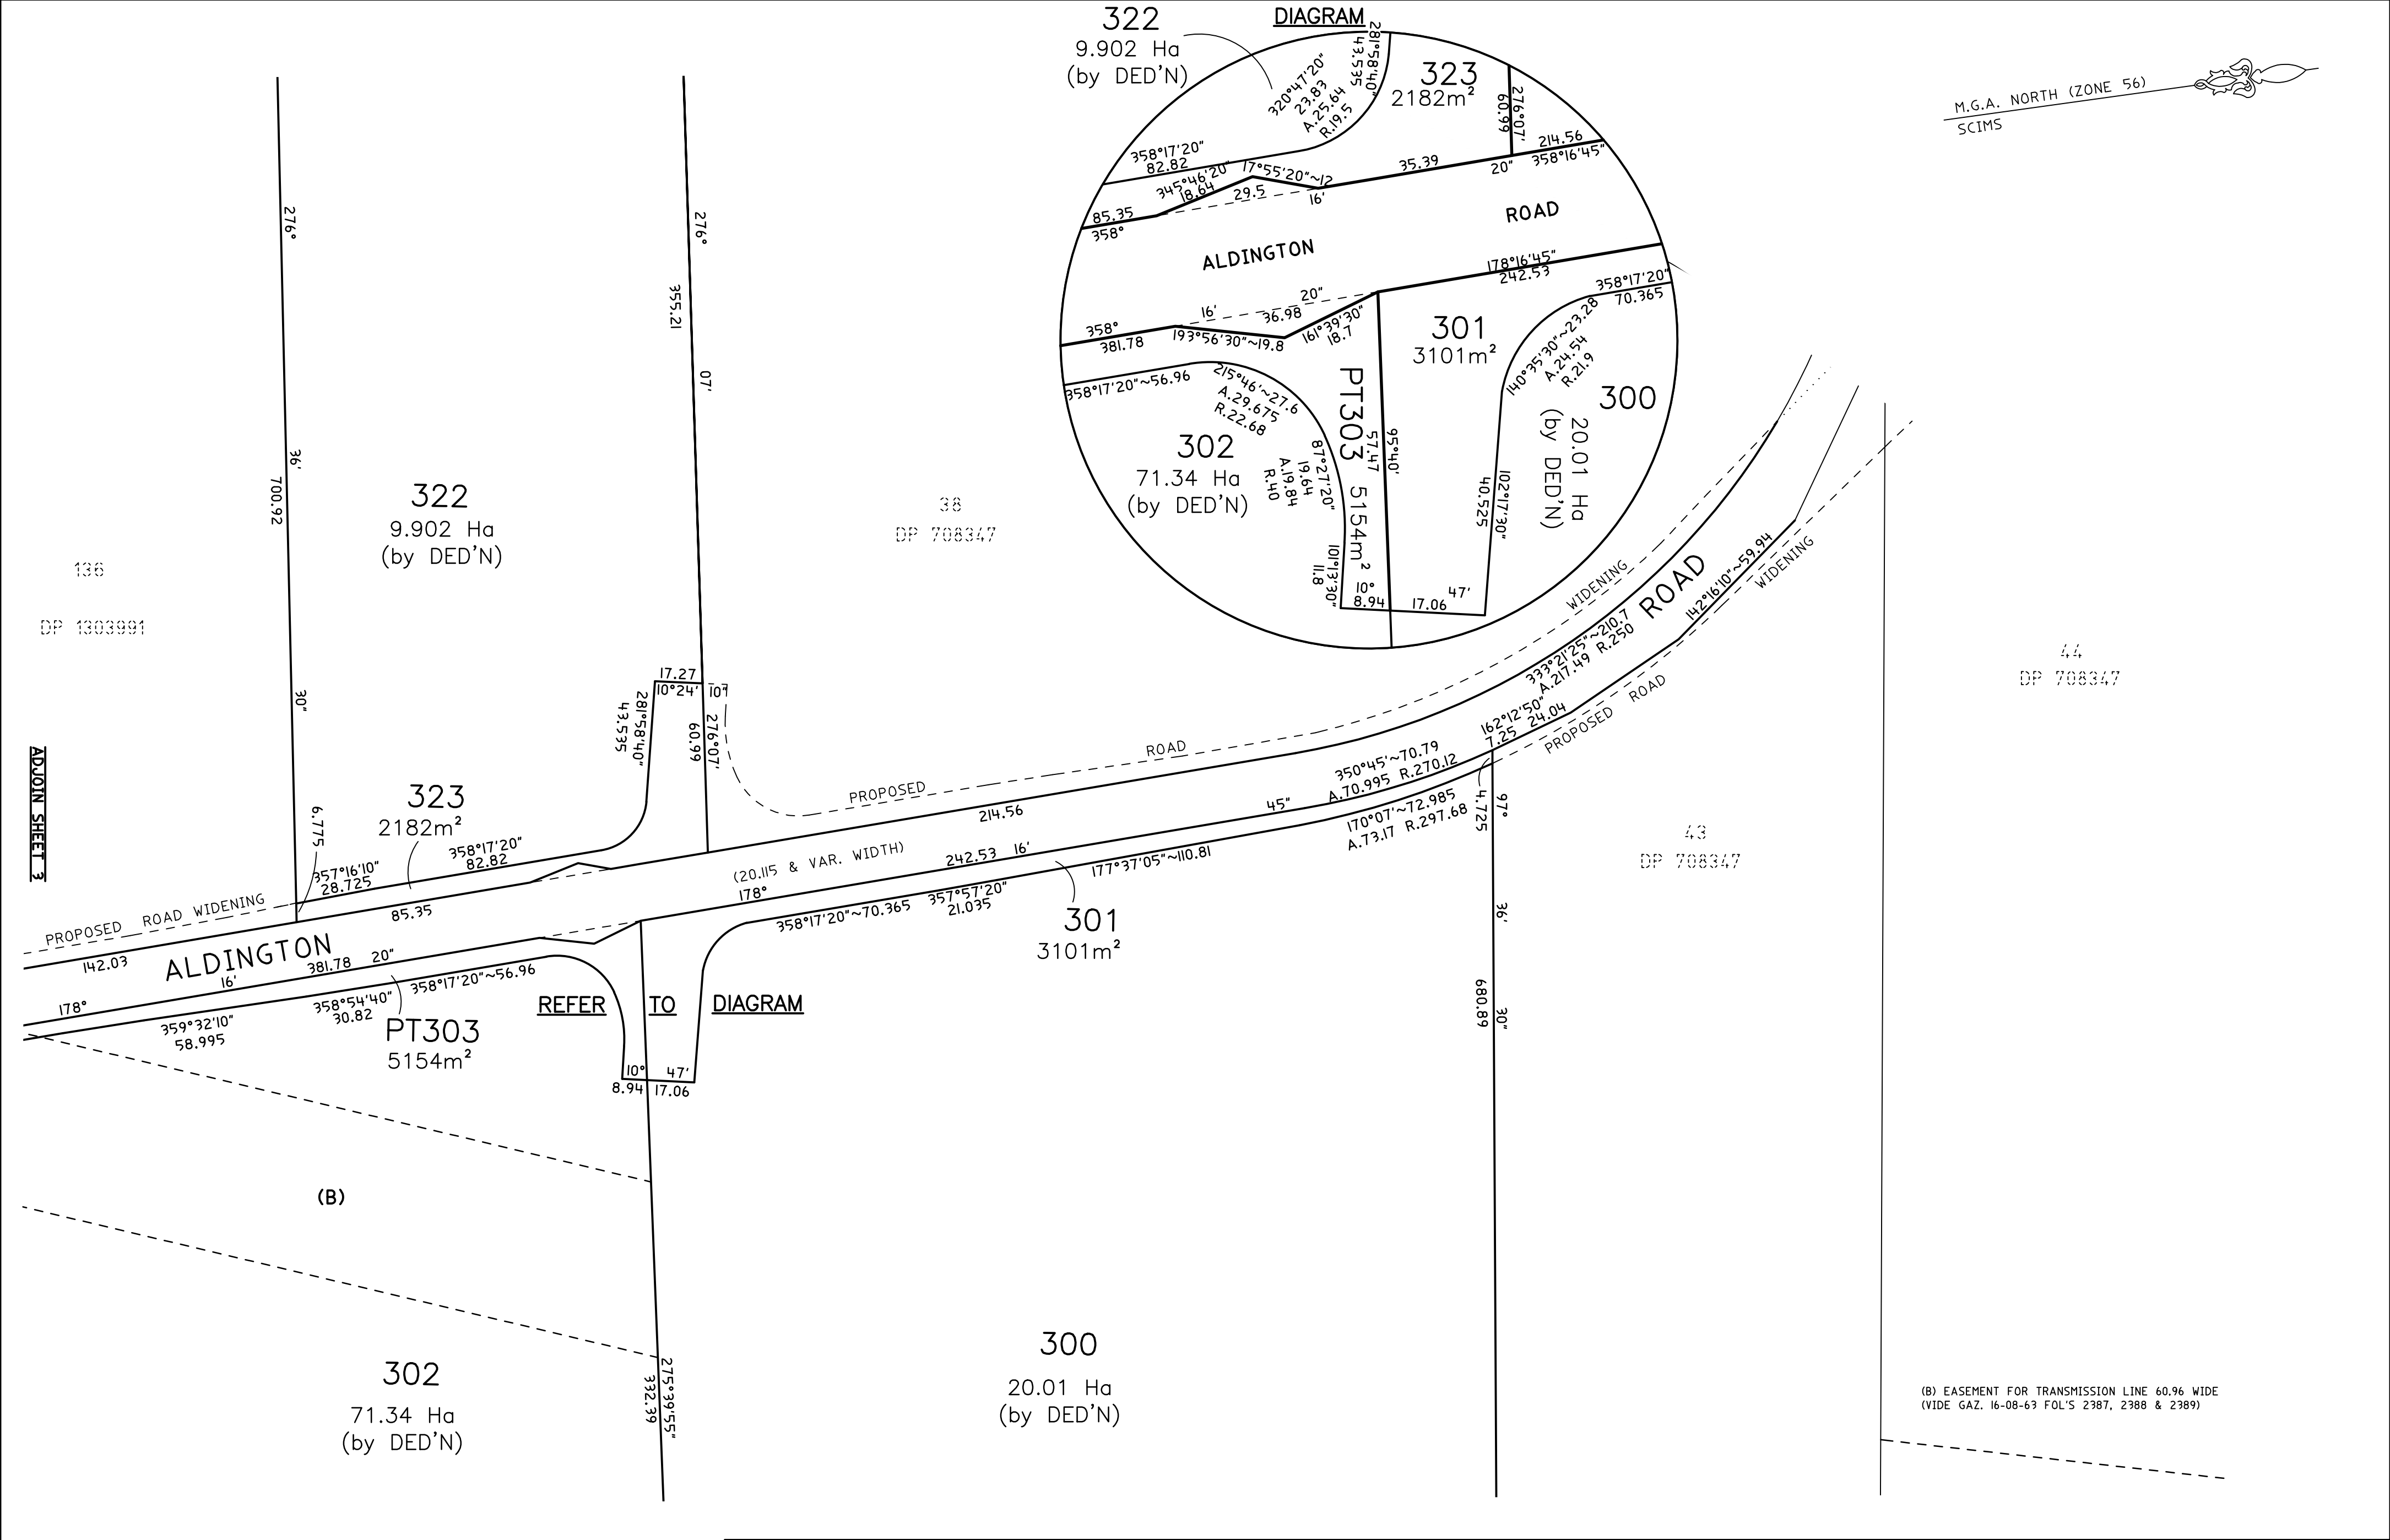 DIAGRAM
322
9.902 Ha
(by DED'N)
320°47'20"
23.83
A.25.64
R.19.5
281°58'40"
43.535
323
2182m²
276°07'
60.99
214.56
358°16'45"
20"
35.39
358°17'20"
82.82
345°46'20"
18.64
17°55'20"~12
29.5
16'
85.35
358°
ALDINGTON
ROAD
178°16'45"
242.53
358°17'20"
70.365
16'
20"
36.98
358°
381.78
193°56'30"~19.8
161°39'30"
18.7
358°17'20"~56.96
215°46'~27.6
A.29.675
R.22.68
302
71.34 Ha
(by DED'N)
87°27'20"
19.64
A.19.84
R.40
101°13'30"
11.8
PT303
5154m²
57.47
95°40'
301
3101m²
140°35'30"~23.28
A.24.54
R.21.9
300
20.01 Ha
(by DED'N)
102°17'30"
40.525
10°
47'
8.94
17.06
M.G.A. NORTH (ZONE 56)
SCIMS
276°
36'
700.92
30"
276°
355.21
07'
322
9.902 Ha
(by DED'N)
38
DP 708347
136
DP 1303991
ADJOIN SHEET 3
17.27
10°24'
10"
281°58'40"
43.535
276°07'
60.99
323
2182m²
6.775
357°16'10"
28.725
358°17'20"
82.82
85.35
PROPOSED ROAD WIDENING
142.03
ALDINGTON
PROPOSED
ROAD
WIDENING
214.56
(20.115 & VAR. WIDTH)
178°
242.53
16'
45"
350°45'~70.79
A.70.995 R.270.12
170°07'~72.985
A.73.17 R.297.68
333°21'25"~210.7
A.217.49 R.250
ROAD
162°12'50"
7.25
24.04
142°16'10"~59.94
PROPOSED
ROAD
WIDENING
4.725
97°
36'
680.89
30"
43
DP 708347
44
DP 708347
178°
16'
381.78
20"
359°32'10"
58.995
358°54'40"
30.82
358°17'20"~56.96
PT303
5154m²
REFER TO DIAGRAM
10°
47'
8.94
17.06
358°17'20"~70.365
357°57'20"
21.035
177°37'05"~110.81
301
3101m²
(B)
302
71.34 Ha
(by DED'N)
275°39'55"
332.39
300
20.01 Ha
(by DED'N)
(B) EASEMENT FOR TRANSMISSION LINE 60.96 WIDE
(VIDE GAZ. 16-08-63 FOL'S 2387, 2388 & 2389)